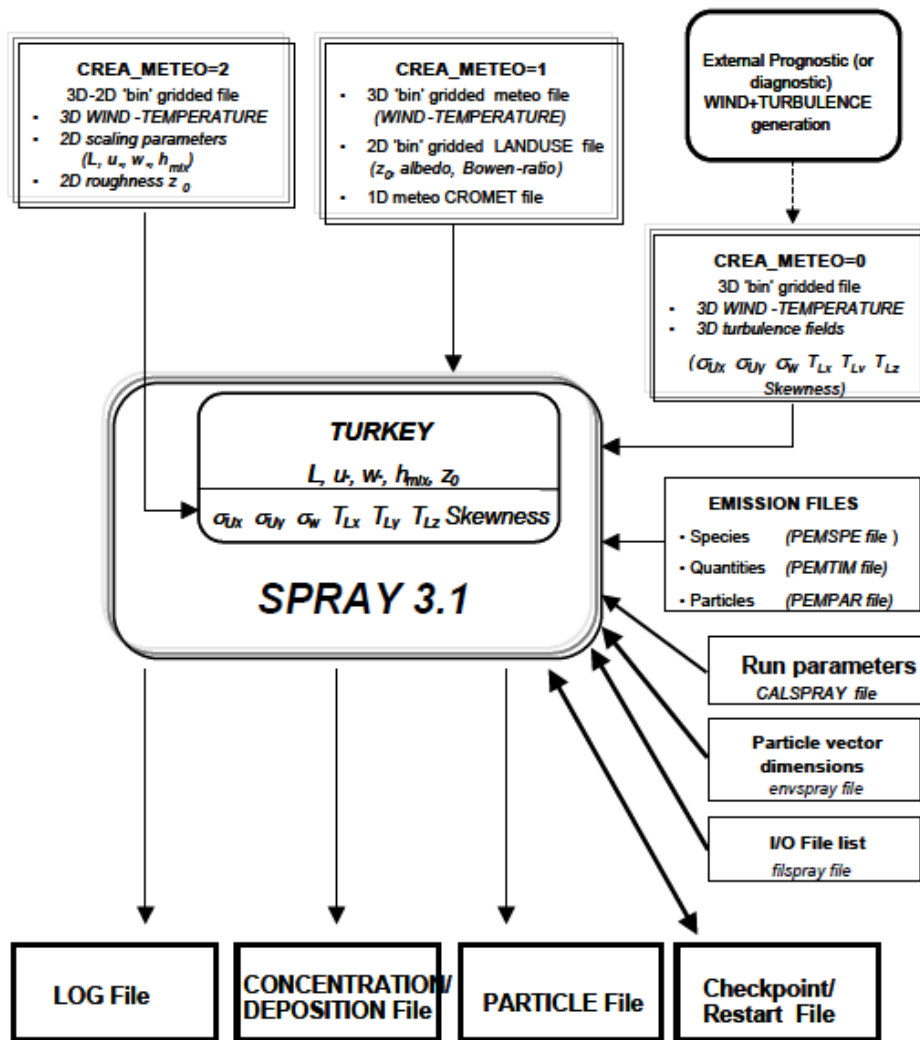 CREA_METEO=2
3D-2D 'bin' gridded file
• 3D WIND -TEMPERATURE
• 2D scaling parameters
(L, u*, w*, hmix)
• 2D roughness z0
CREA_METEO=1
• 3D 'bin' gridded meteo file
(WIND-TEMPERATURE)
• 2D 'bin' gridded LANDUSE file
(z0, albedo, Bowen-ratio)
• 1D meteo CROMET file
External Prognostic (or
diagnostic)
WIND+TURBULENCE
generation
CREA_METEO=0
3D 'bin' gridded file
• 3D WIND -TEMPERATURE
• 3D turbulence fields
(σUx σUy σw TLx TLy TLz
Skewness)
TURKEY
L, u*, w*, hmix, z0
σUx σUy σw TLx TLy TLz Skewness
SPRAY 3.1
EMISSION FILES
• Species (PEMSPE file )
• Quantities (PEMTIM file)
• Particles (PEMPAR file)
Run parameters
CALSPRAY file
Particle vector
dimensions
envspray file
I/O File list
filspray file
LOG File
CONCENTRATION/
DEPOSITION File
PARTICLE File
Checkpoint/
Restart File